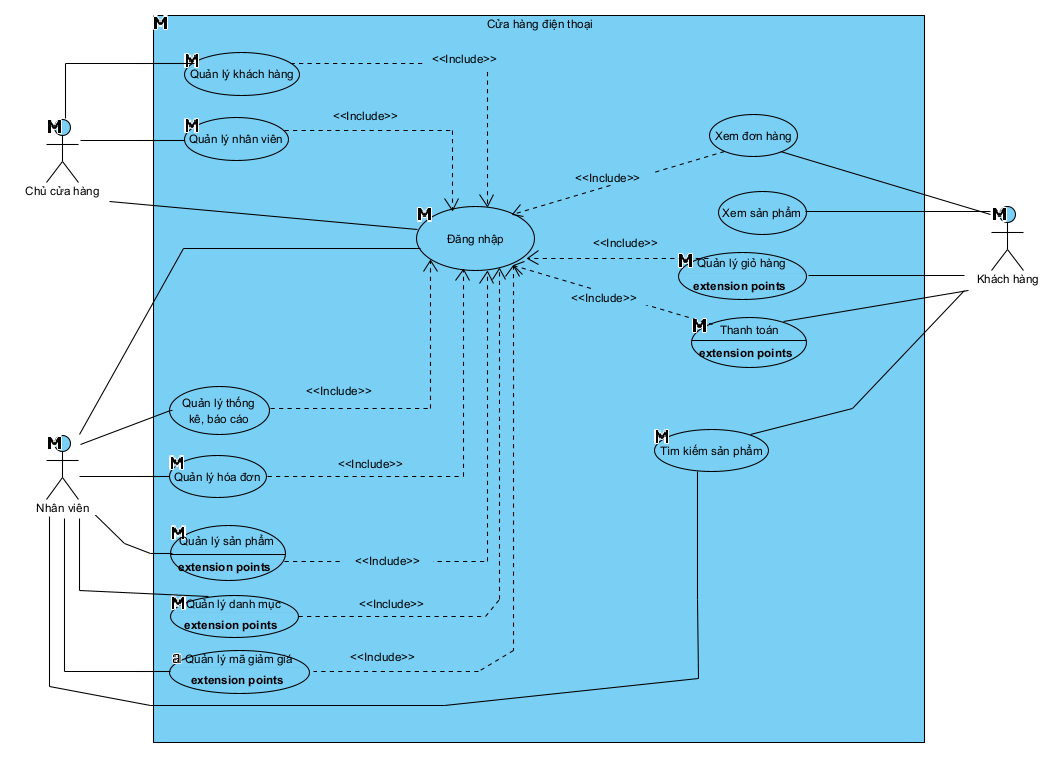 Cửa hàng điện thoại
Quản lý khách hàng
<<Include>>
Quản lý nhân viên
<<Include>>
Chủ cửa hàng
Xem đơn hàng
<<Include>>
Xem sản phẩm
Đăng nhập
<<Include>>
Quản lý giỏ hàng
extension points
Khách hàng
<<Include>>
Thanh toán
extension points
Quản lý thống
kê, báo cáo
<<Include>>
Tìm kiếm sản phẩm
Quản lý hóa đơn
<<Include>>
Nhân viên
Quản lý sản phẩm
extension points
<<Include>>
Quản lý danh mục
extension points
<<Include>>
Quản lý mã giảm giá
extension points
<<Include>>